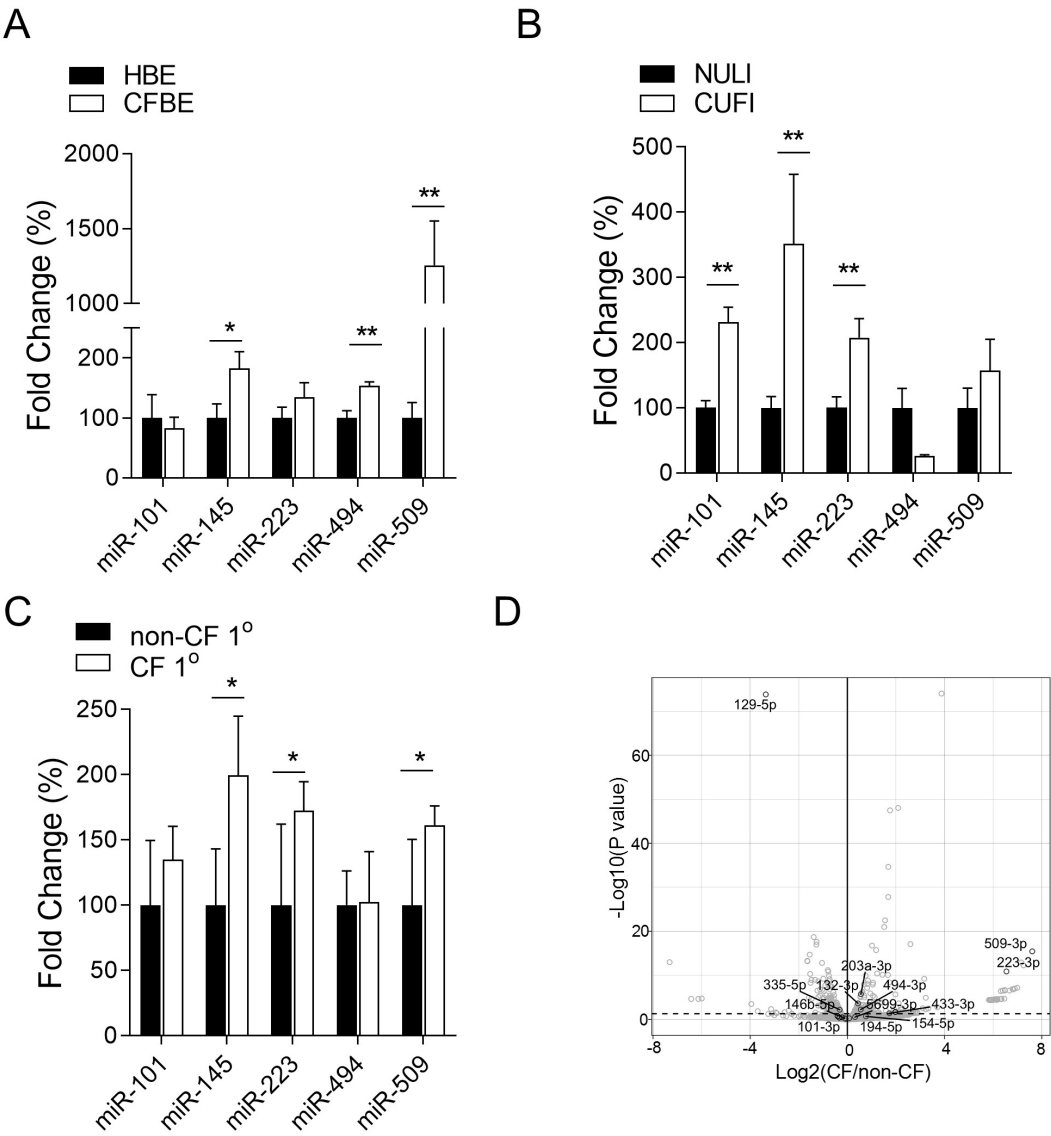 A
HBE
CFBE
Fold Change (%)
2000
1500
1000
200
100
0
*
**
**
miR-101
miR-145
miR-223
miR-494
miR-509
B
NULI
CUFI
Fold Change (%)
500
400
300
200
100
0
**
**
**
miR-101
miR-145
miR-223
miR-494
miR-509
C
non-CF 1°
CF 1°
Fold Change (%)
250
200
150
100
50
0
*
*
*
miR-101
miR-145
miR-223
miR-494
miR-509
D
-Log10(P value)
60
40
20
0
129-5p
509-3p
223-3p
203a-3p
335-5p
132-3p
494-3p
146b-5p
5699-3p
433-3p
101-3p
194-5p
154-5p
-8
-4
0
4
8
Log2(CF/non-CF)